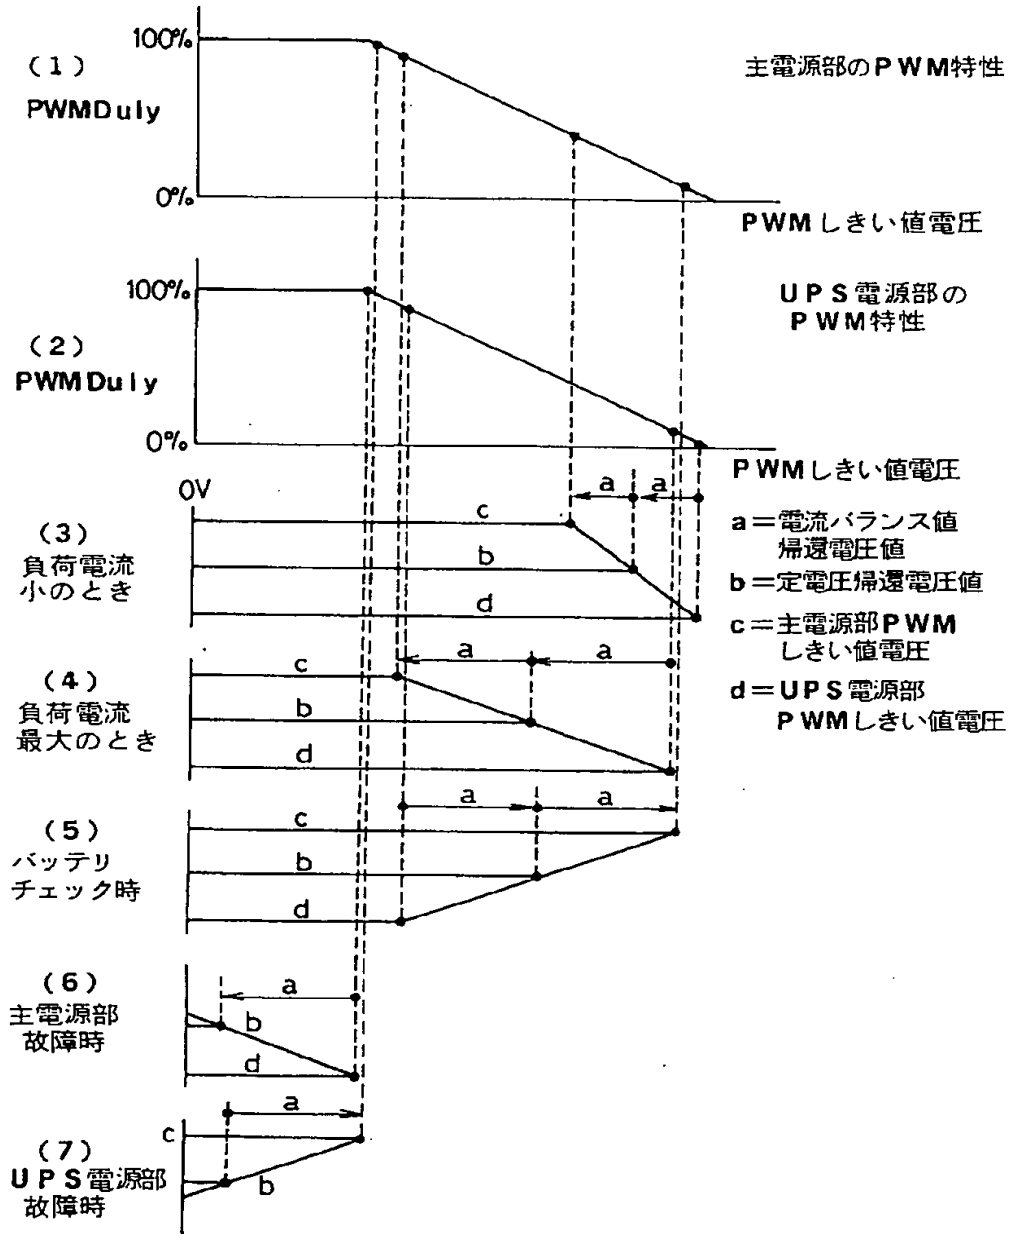 100%
(1)
主電源部のPWM特性
PWMDuly
0%
PWMしきい値電圧
100%
UPS電源部の
PWM特性
(2)
PWMDuly
0%
PWMしきい値電圧
0V
a a
(3)
負荷電流
小のとき
c
b
d
a=電流バランス値
帰還電圧値
b=定電圧帰還電圧値
c=主電源部PWM
しきい値電圧
d=UPS電源部
PWMしきい値電圧
a a
(4)
負荷電流
最大のとき
c
b
d
a a
(5)
バッテリ
チェック時
c
b
d
(6)
主電源部
故障時
a
b
d
a
c
(7)
UPS電源部
故障時
b